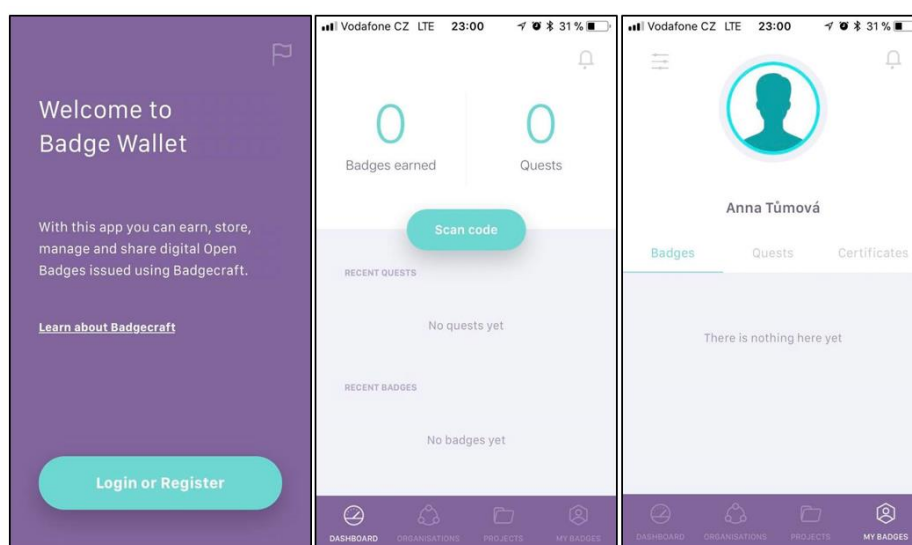 Welcome to
Badge Wallet
With this app you can earn, store,
manage and share digital Open
Badges issued using Badgecraft.
Learn about Badgecraft
Login or Register
Vodafone CZ LTE 23:00 31 %
0 0
Badges earned Quests
Scan code
RECENT QUESTS
No quests yet
RECENT BADGES
No badges yet
DASHBOARD ORGANISATIONS PROJECTS MY BADGES
Vodafone CZ LTE 23:00 31 %
Anna Tůmová
Badges Quests Certificates
There is nothing here yet
DASHBOARD ORGANISATIONS PROJECTS MY BADGES